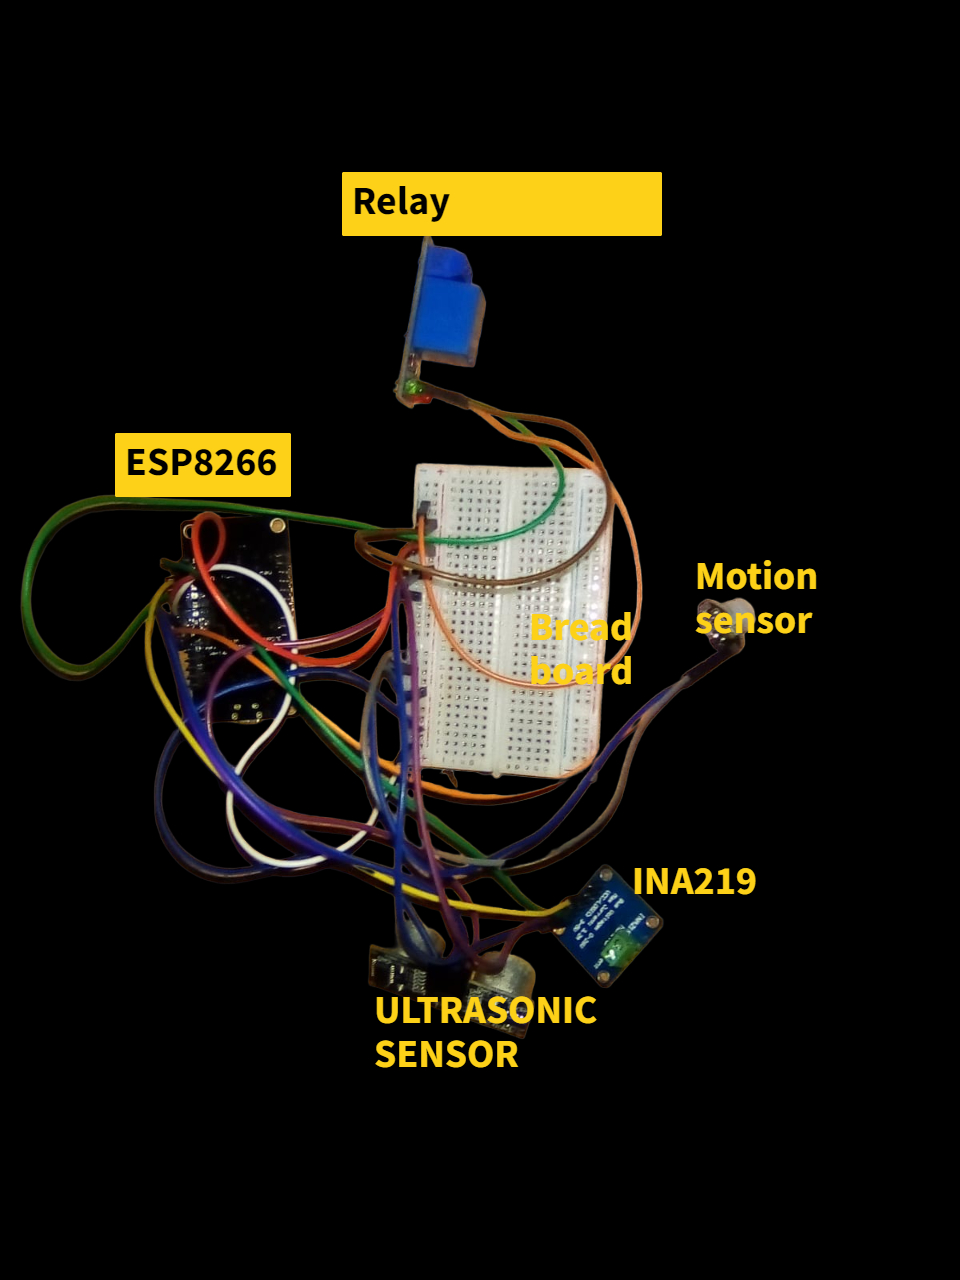 Relay
ESP8266
Motion
sensor
Bread
board
INA219
ULTRASONIC
SENSOR